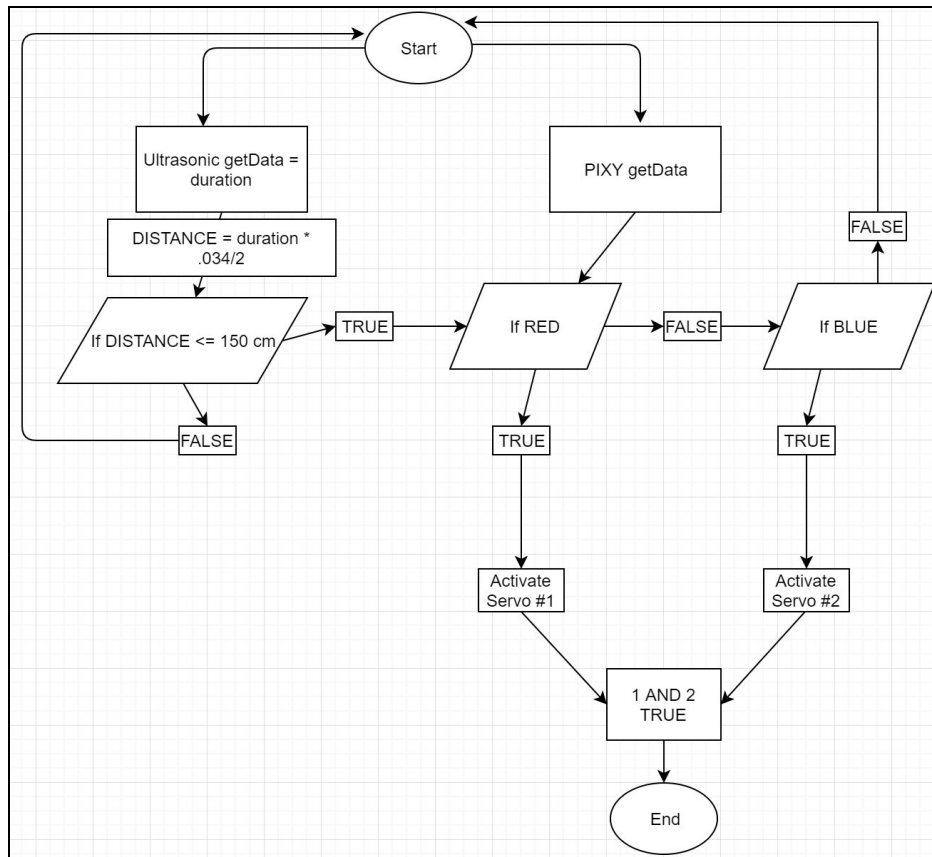 Start
Ultrasonic getData =
duration
PIXY getData
DISTANCE = duration *
.034/2
FALSE
If DISTANCE <= 150 cm
TRUE
If RED
FALSE
If BLUE
FALSE
TRUE
TRUE
Activate
Servo #1
Activate
Servo #2
1 AND 2
TRUE
End